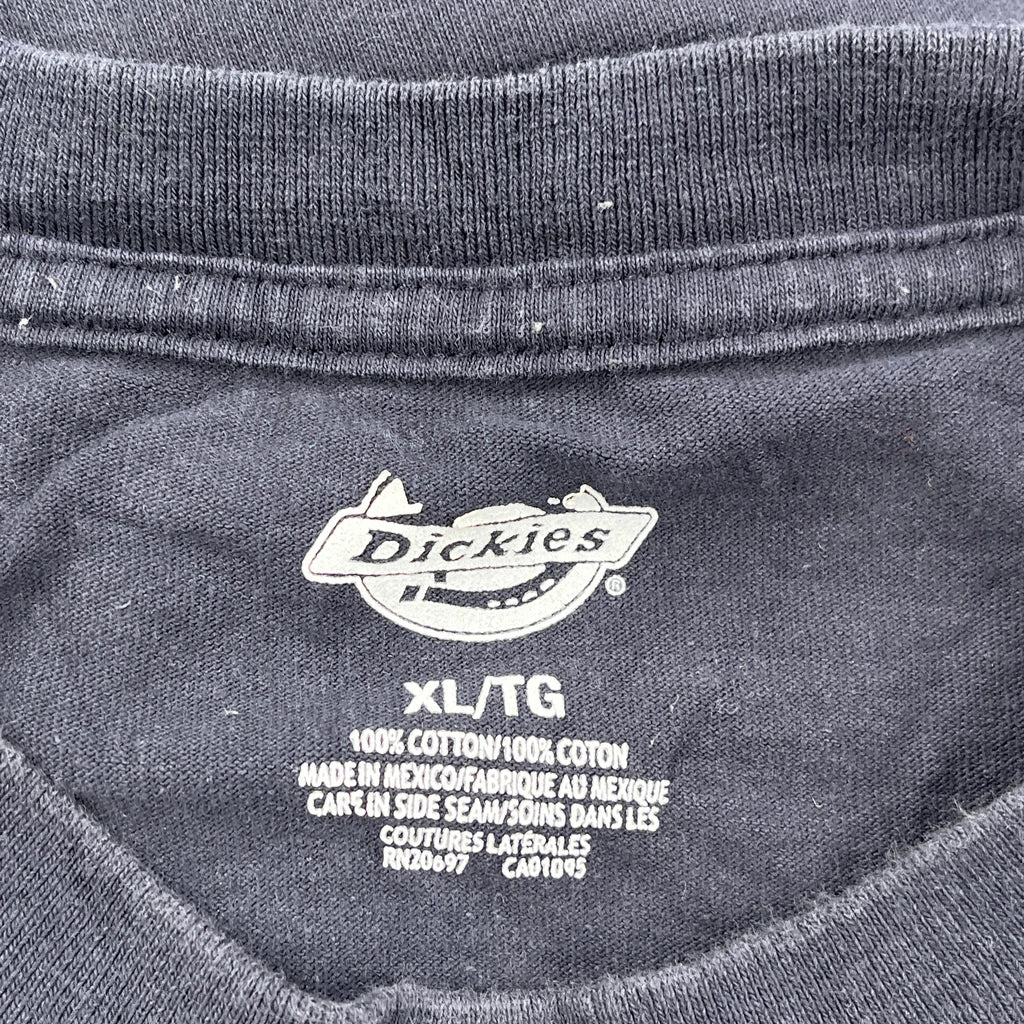 Dickies
®
XL/TG
100% COTTON/100% COTON
MADE IN MEXICO/FABRIQUE AU MEXIQUE
CARE IN SIDE SEAM/SOINS DANS LES
COUTURES LATÉRALES
RN20697 CA01095